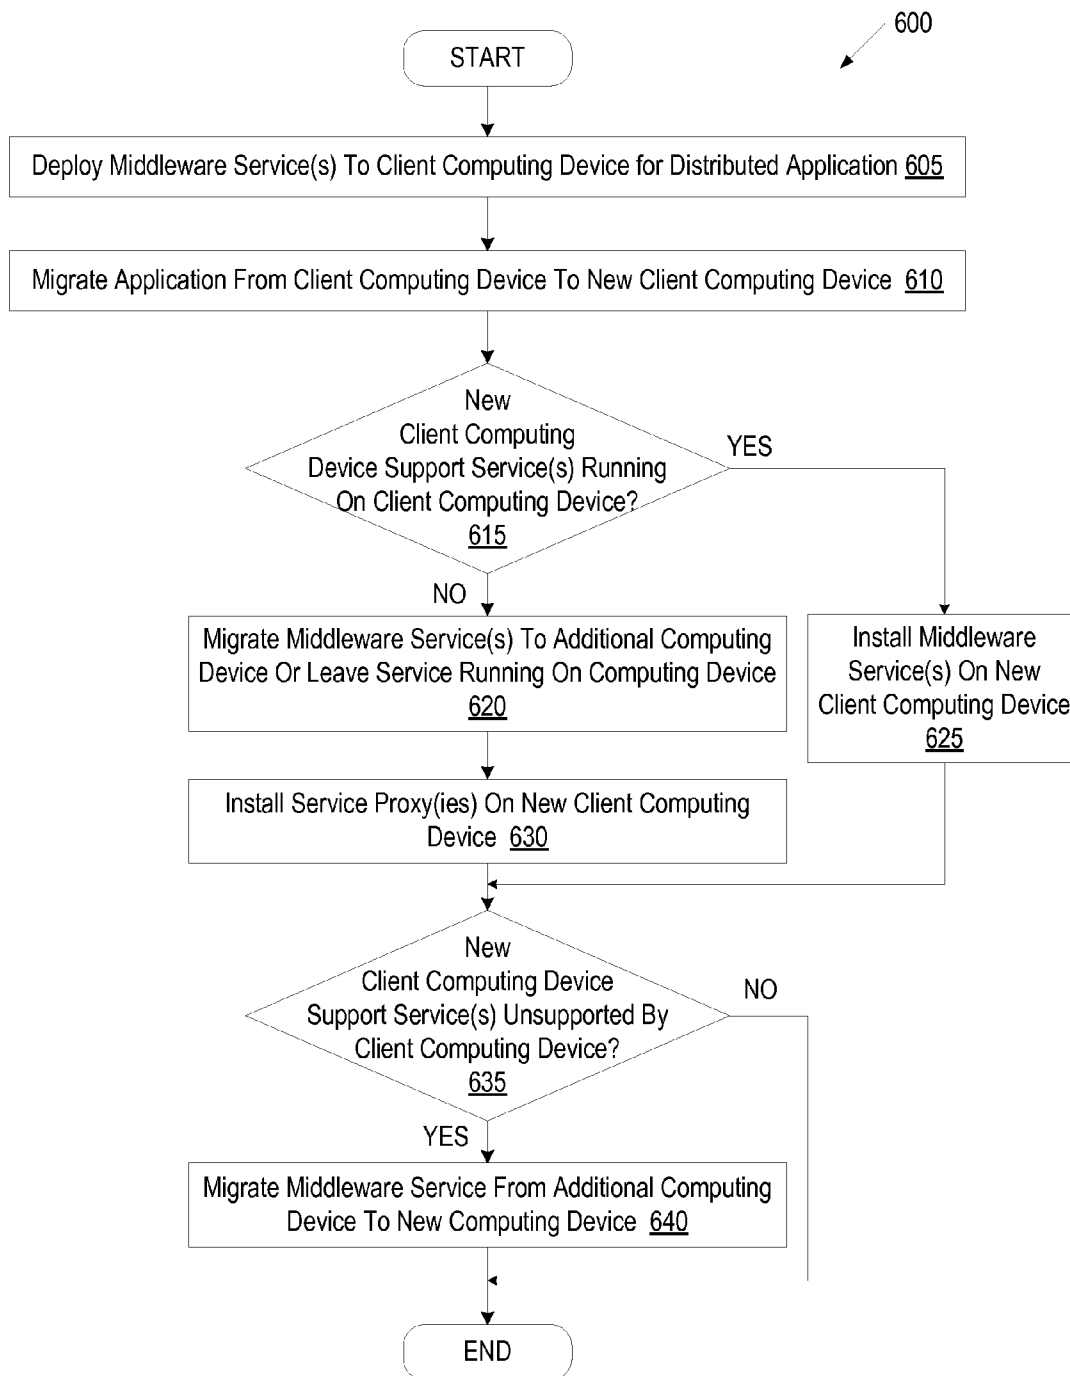 600
START
Deploy Middleware Service(s) To Client Computing Device for Distributed Application 605
Migrate Application From Client Computing Device To New Client Computing Device 610
New
Client Computing
Device Support Service(s) Running
On Client Computing Device?
615
YES
NO
Migrate Middleware Service(s) To Additional Computing
Device Or Leave Service Running On Computing Device
620
Install Middleware
Service(s) On New
Client Computing Device
625
Install Service Proxy(ies) On New Client Computing
Device 630
New
Client Computing Device
Support Service(s) Unsupported By
Client Computing Device?
635
NO
YES
Migrate Middleware Service From Additional Computing
Device To New Computing Device 640
END